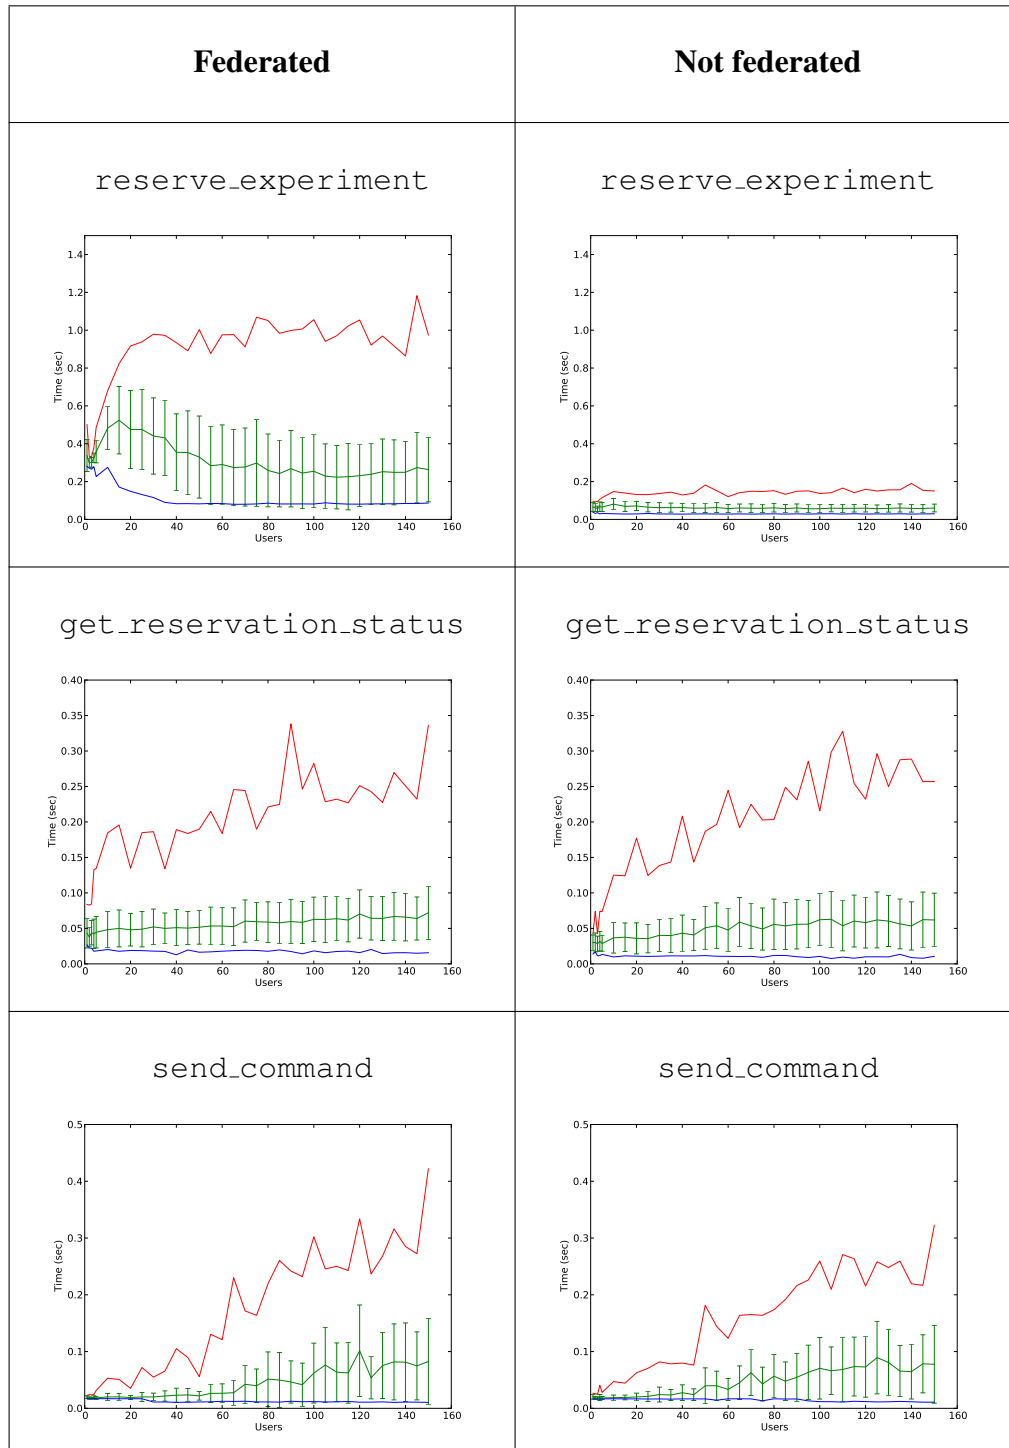 Federated
Not federated
reserve_experiment
reserve_experiment
1.4
1.2
1.0
0.8
0.6
0.4
0.2
0.0
Time (sec)
0 20 40 60 80 100 120 140 160
Users
1.4
1.2
1.0
0.8
0.6
0.4
0.2
0.0
Time (sec)
0 20 40 60 80 100 120 140 160
Users
get_reservation_status
get_reservation_status
0.40
0.35
0.30
0.25
0.20
0.15
0.10
0.05
0.00
Time (sec)
0 20 40 60 80 100 120 140 160
Users
0.40
0.35
0.30
0.25
0.20
0.15
0.10
0.05
0.00
Time (sec)
0 20 40 60 80 100 120 140 160
Users
send_command
send_command
0.5
0.4
0.3
0.2
0.1
0.0
Time (sec)
0 20 40 60 80 100 120 140 160
Users
0.5
0.4
0.3
0.2
0.1
0.0
Time (sec)
0 20 40 60 80 100 120 140 160
Users